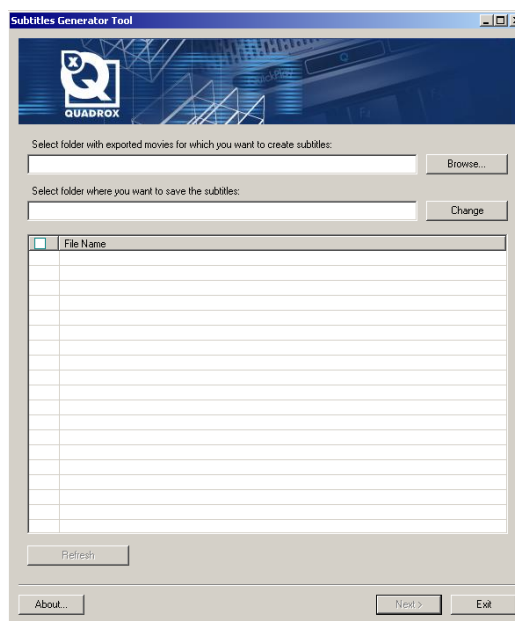 Subtitles Generator Tool
QuickPlay
QUADROX
Select folder with exported movies for which you want to create subtitles:
Browse...
Select folder where you want to save the subtitles:
Change
File Name
Refresh
About...
Next >
Exit